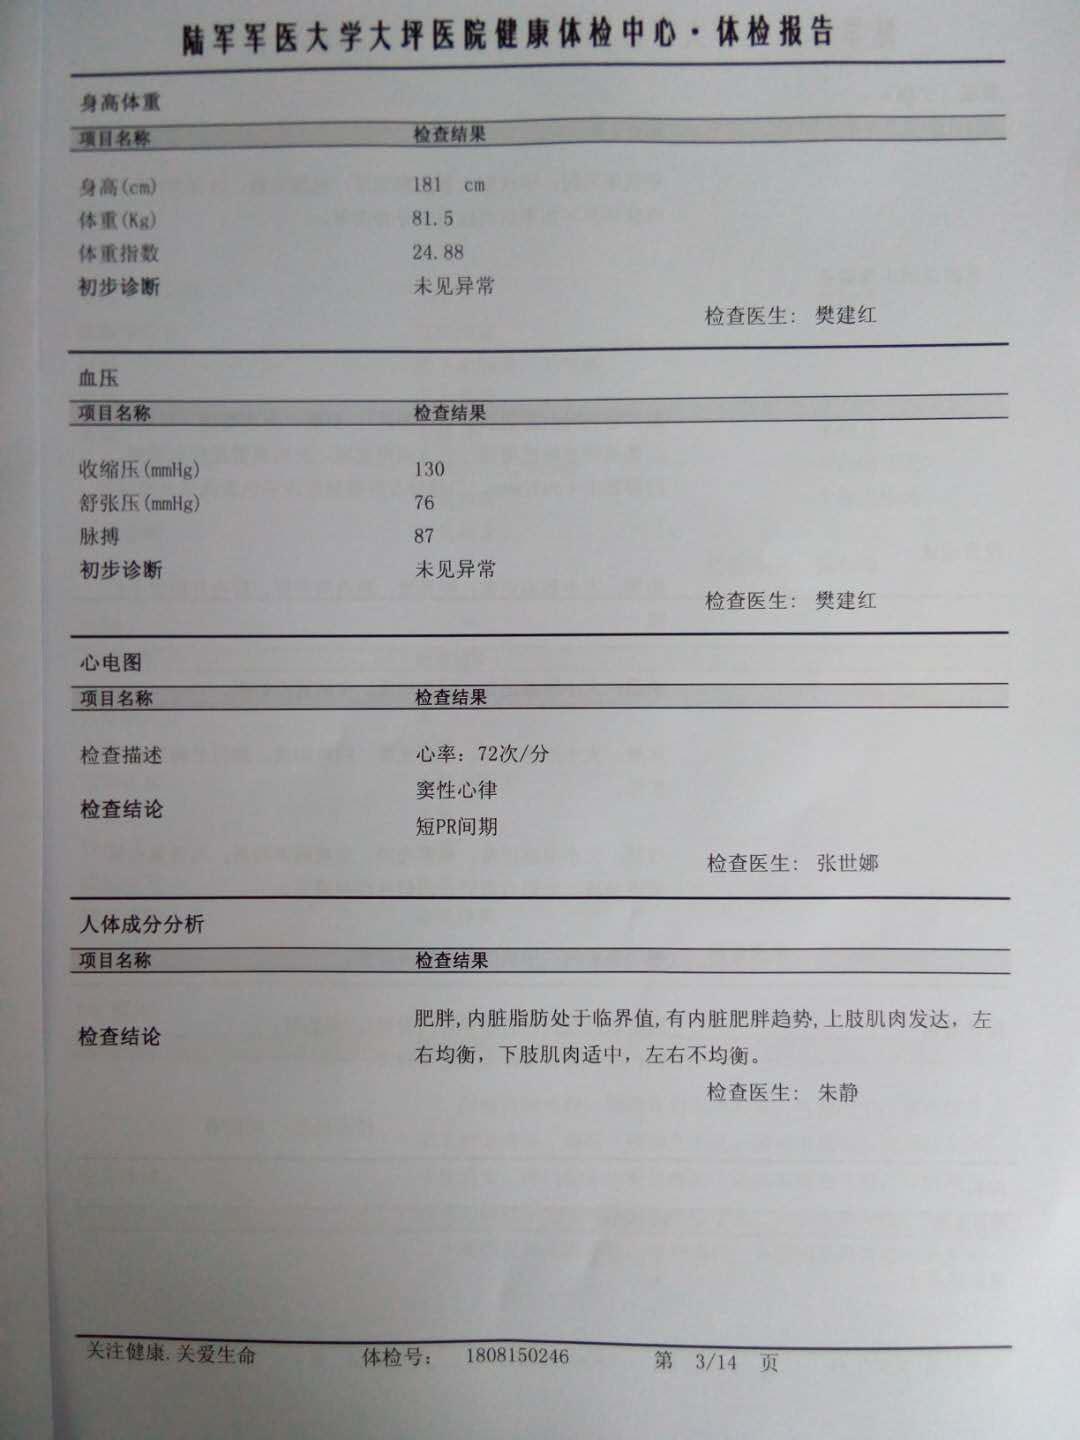 陆军军医大学大坪医院健康体检中心·体检报告
身高体重
项目名称 检查结果
身高(cm) 181 cm
体重(Kg) 81.5
体重指数 24.88
初步诊断 未见异常
检查医生: 樊建红
血压
项目名称 检查结果
收缩压(mmHg) 130
舒张压(mmHg) 76
脉搏 87
初步诊断 未见异常
检查医生: 樊建红
心电图
项目名称 检查结果
检查描述 心率: 72次/分
检查结论 窦性心律
短PR间期
检查医生: 张世娜
人体成分分析
项目名称 检查结果
检查结论 肥胖,内脏脂肪处于临界值,有内脏肥胖趋势,上肢肌肉发达，左
右均衡，下肢肌肉适中，左右不均衡。
检查医生: 朱静
关注健康.关爱生命 体检号: 1808150246 第 3/14 页